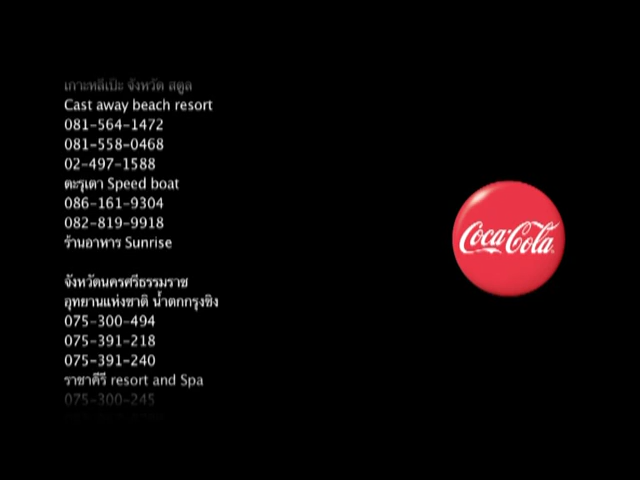 เกาะหลีเป๊ะ จังหวัด สตูล
Cast away beach resort
081-564-1472
081-558-0468
02-497-1588
ตะรุเตา Speed boat
086-161-9304
082-819-9918
ร้านอาหาร Sunrise
จังหวัดนครศรีธรรมราช
อุทยานแห่งชาติ น้ำตกกรุงชิง
075-300-494
075-391-218
075-391-240
ราชาคีรี resort and Spa
075-300-245
Coca-Cola